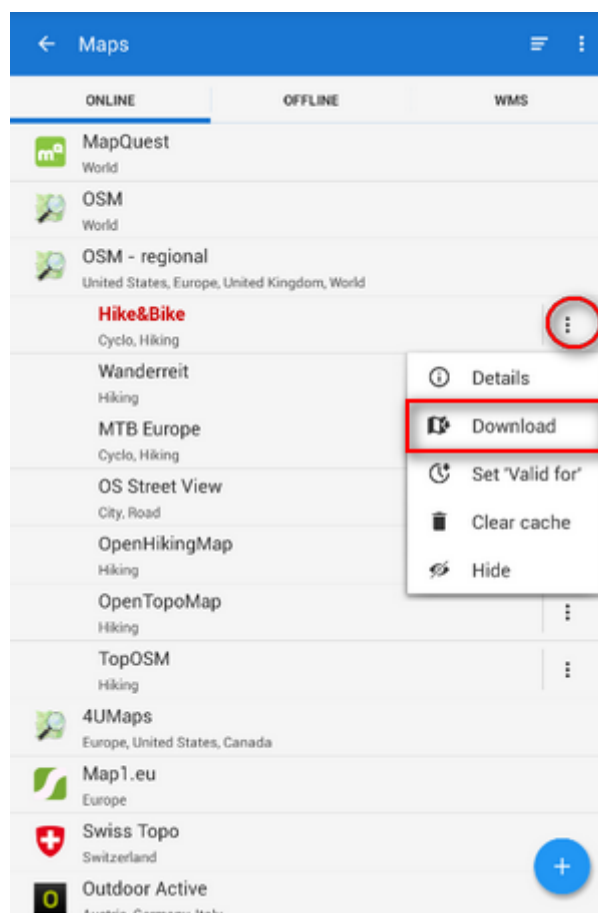 Maps
ONLINE OFFLINE WMS
MapQuest
World
OSM
World
OSM - regional
United States, Europe, United Kingdom, World
Hike&Bike
Cyclo, Hiking
Wanderreit
Hiking
MTB Europe
Cyclo, Hiking
OS Street View
City, Road
OpenHikingMap
Hiking
OpenTopoMap
Hiking
TopOSM
Hiking
Details
Download
Set 'Valid for'
Clear cache
Hide
4UMaps
Europe, United States, Canada
Map1.eu
Europe
Swiss Topo
Switzerland
Outdoor Active
Austria, Germany, Italy